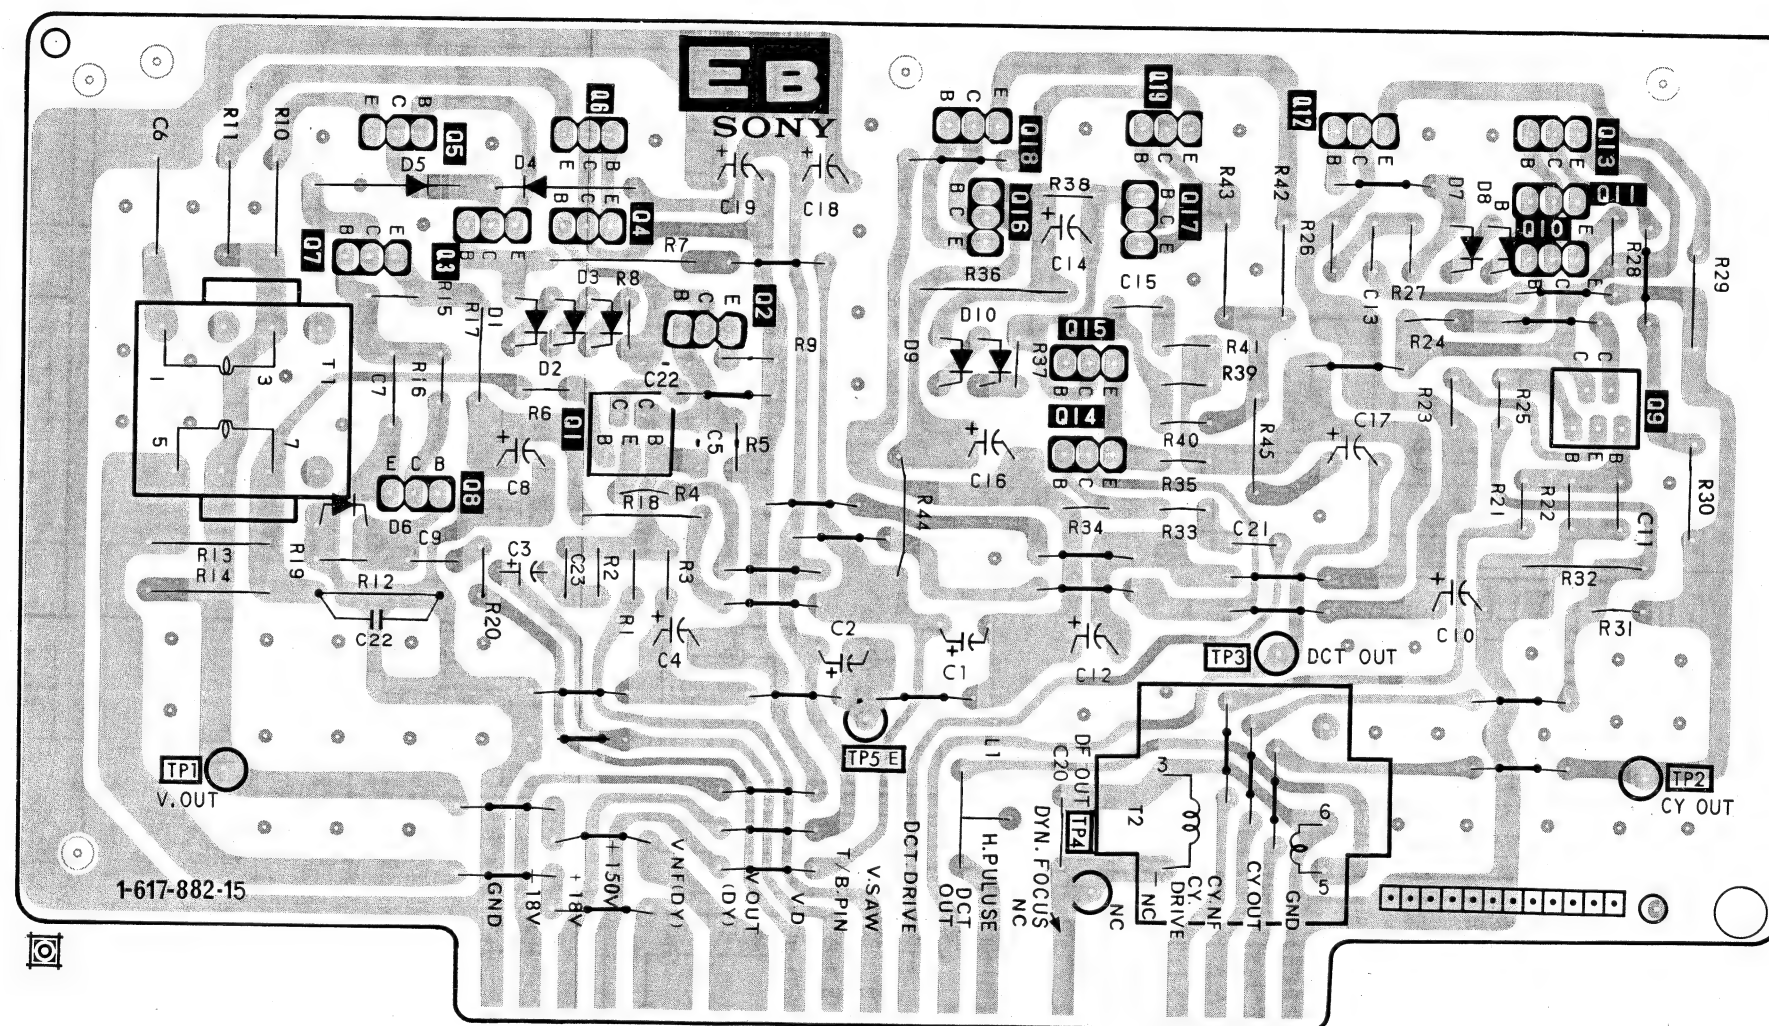 EB
SONY
C6
R11
R10
E C B
Q5
Q6
E C B
D5
D4
C19
C18
B C E
Q18
Q19
B C E
Q12
B C E
Q13
B C E
Q7
B C E
Q3
B C E
Q4
B C E
R7
B C E
Q16
R38
C14
B C E
Q17
R43
R42
R26
D7
D8
B
Q11
Q10
B C E
R28
R29
R15
R17
D1
D3
R8
B C E
Q2
R36
C15
C13
R27
D10
D9
R37
Q15
B C E
R41
R39
R24
1
3
T1
5
7
C7
R16
D2
R6
C22
R9
Q1
C C
B E B
C5
R5
Q14
B C E
R40
R45
C17
R23
R25
C C
Q9
B E B
C8
E C B
Q8
D6
R4
R18
C16
R44
R35
R34
R33
C21
R21
R22
C11
R30
R13
R14
R19
R12
C9
C22
R20
C3
C23
R2
R1
R3
C4
C2
C1
C12
C10
R32
R31
TP3
DCT OUT
TP1
V.OUT
TP5 E
L1
C20
DF OUT
TP4
3
T2
6
5
TP2
CY OUT
1-617-882-15
GND
-18V
+18V
+150V
V.NF(DY)
V.OUT
(DY)
V.D
T/B.PIN
V.SAW
DCT.DRIVE
DCT
OUT
H.PULUSE
NC
DYN.FOCUS
NC
NC
CY.
DRIVE
CY.NF
CY OUT
GND